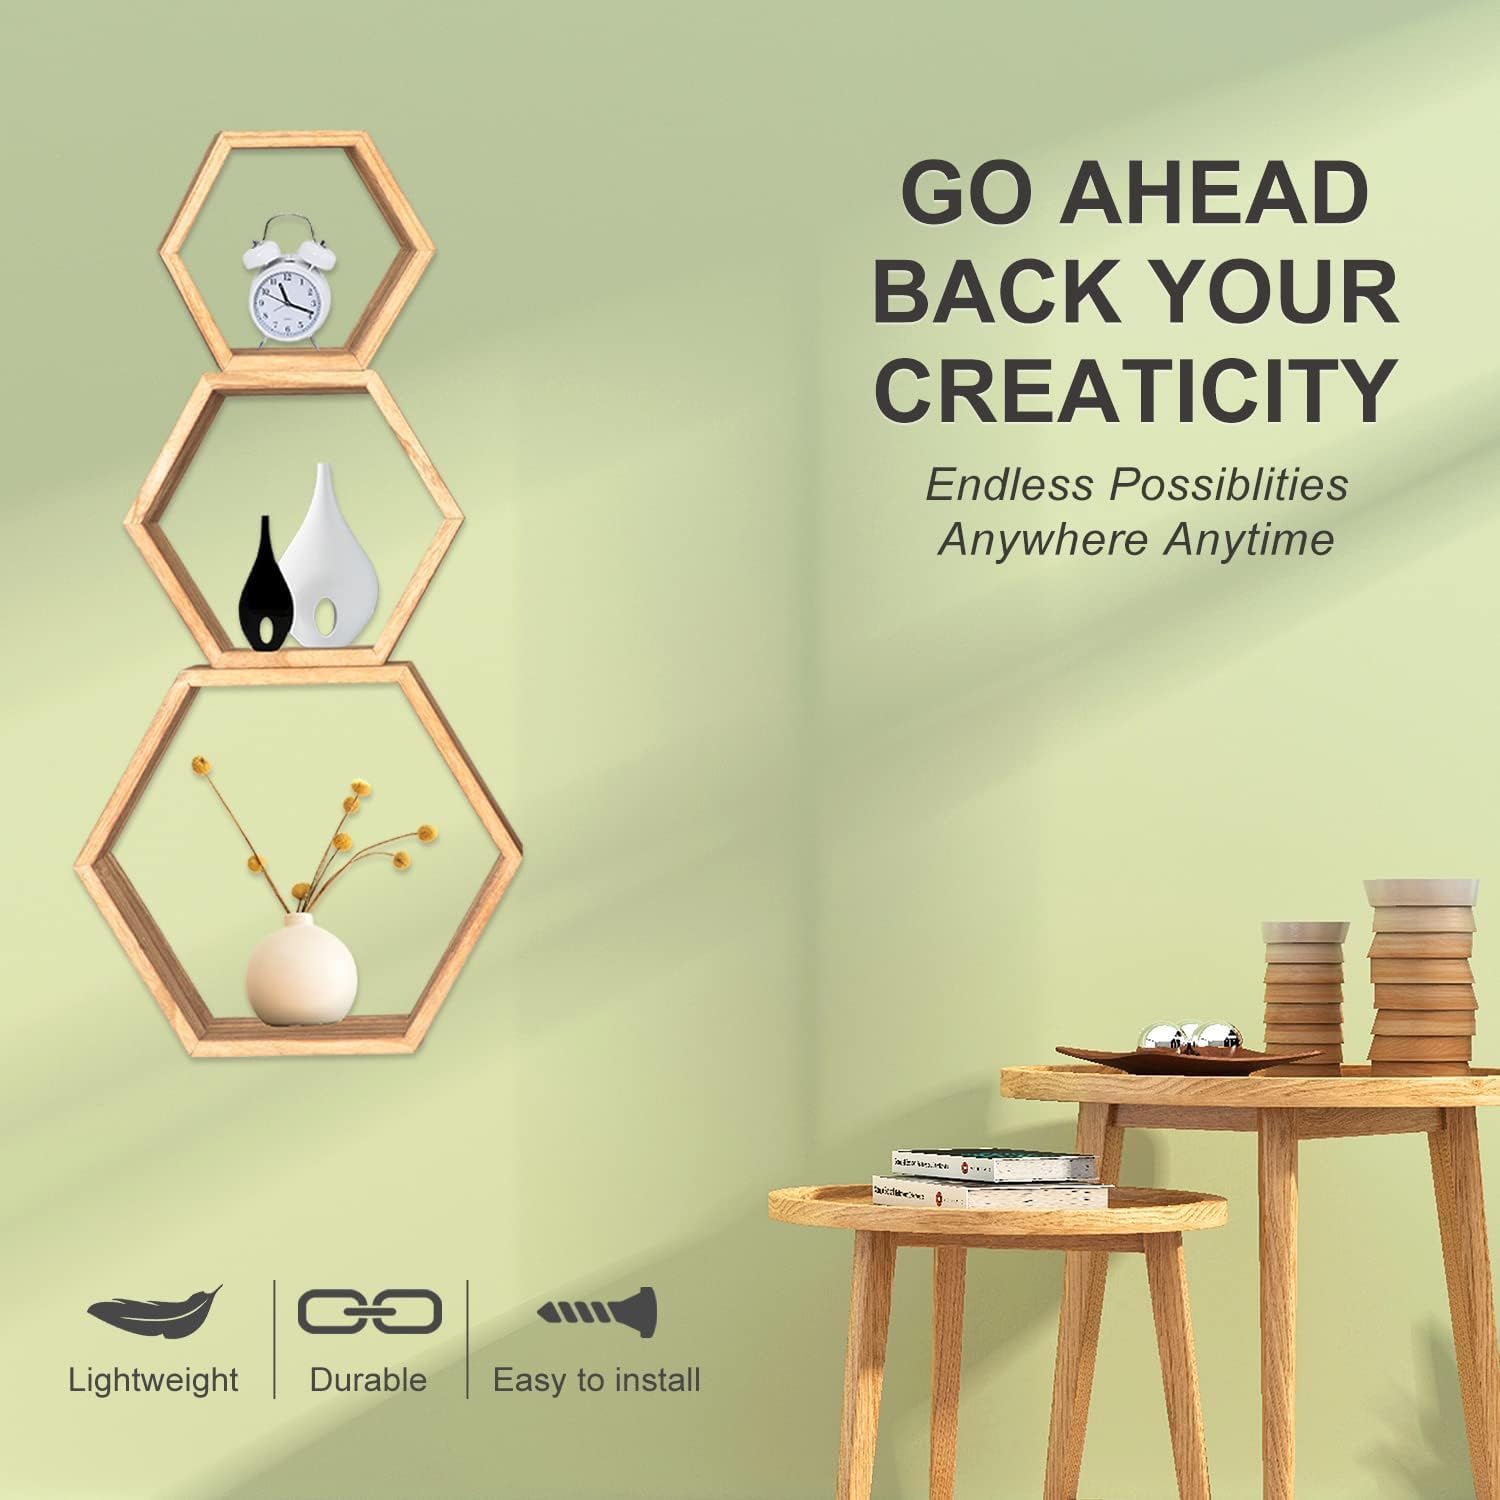 GO AHEAD
BACK YOUR
CREATICITY
Endless Possiblities
Anywhere Anytime
Lightweight
Durable
Easy to install